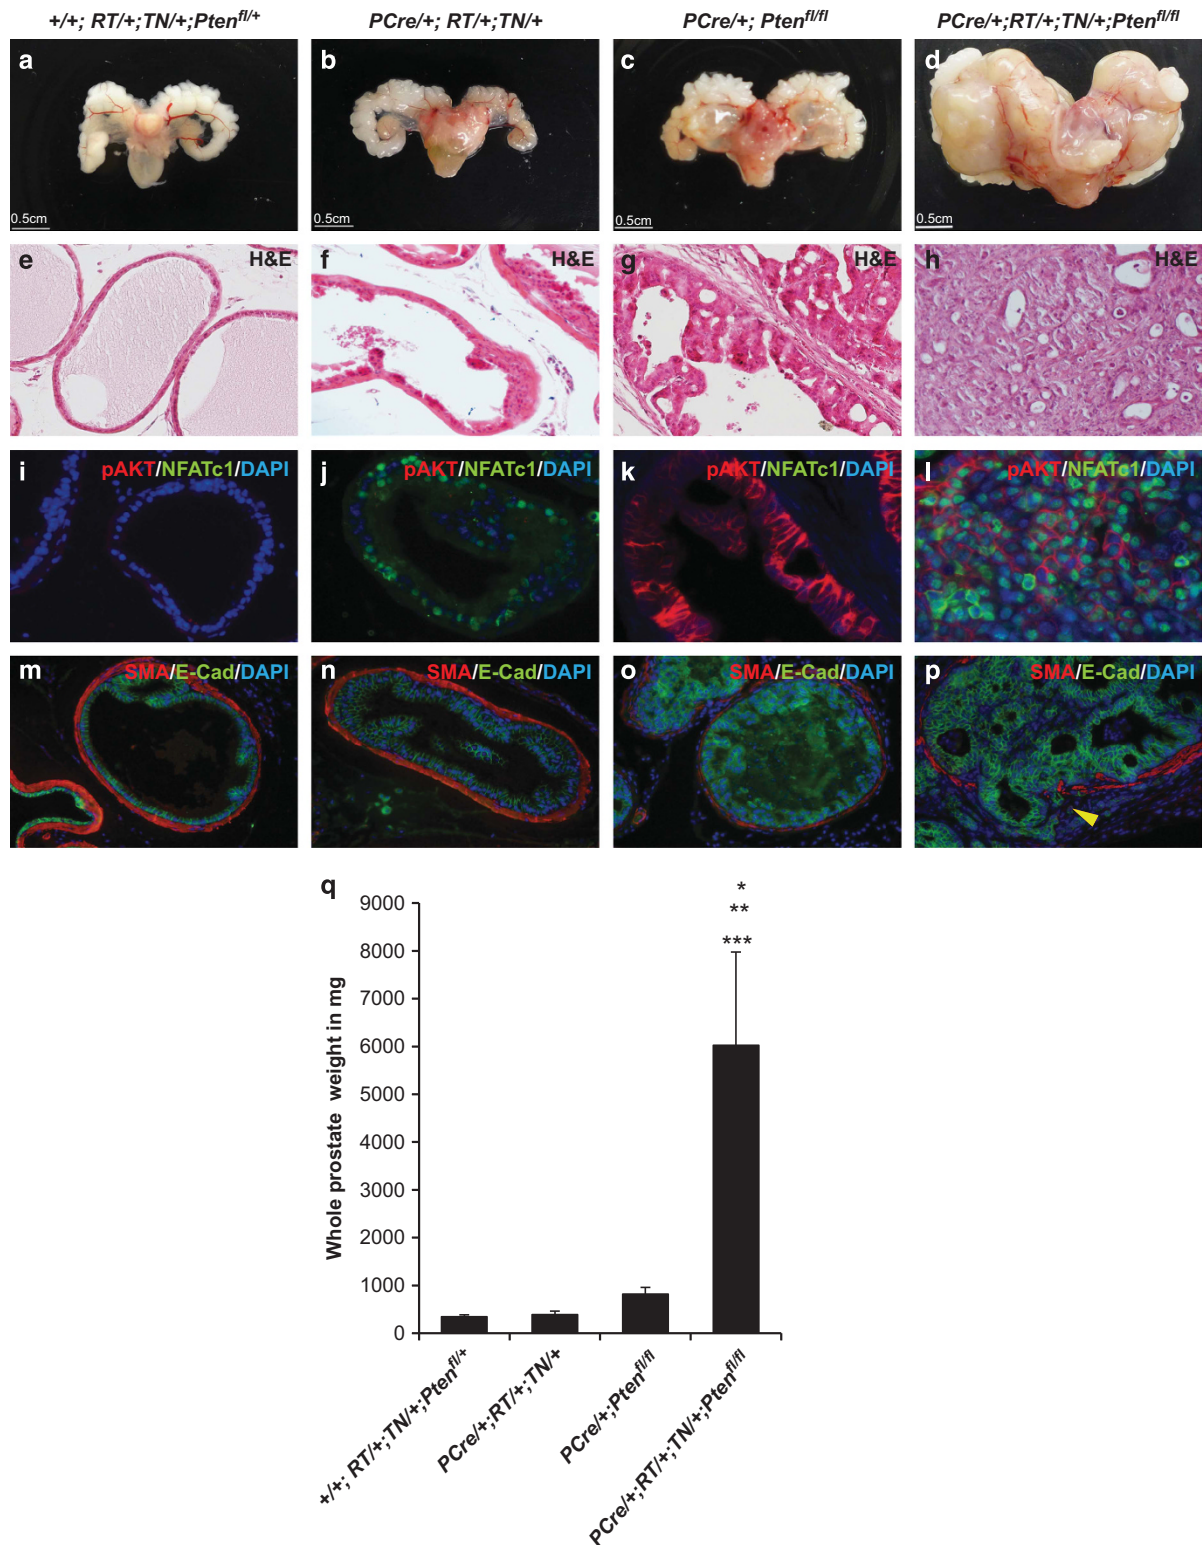 +/+; RT/+;TN/+;Pten^fl/+
PCre/+; RT/+;TN/+
PCre/+; Pten^fl/fl
PCre/+;RT/+;TN/+;Pten^fl/fl
a
0.5cm
b
0.5cm
c
0.5cm
d
0.5cm
e
H&E
f
H&E
g
H&E
h
H&E
i
pAKT/NFATc1/DAPI
j
pAKT/NFATc1/DAPI
k
pAKT/NFATc1/DAPI
l
pAKT/NFATc1/DAPI
m
SMA/E-Cad/DAPI
n
SMA/E-Cad/DAPI
o
SMA/E-Cad/DAPI
p
SMA/E-Cad/DAPI
q
Whole prostate weight in mg
9000
8000
7000
6000
5000
4000
3000
2000
1000
0
*
**
***
+/+; RT/+;TN/+;Pten^fl/+
PCre/+;RT/+;TN/+
PCre/+;Pten^fl/fl
PCre/+;RT/+;TN/+;Pten^fl/fl